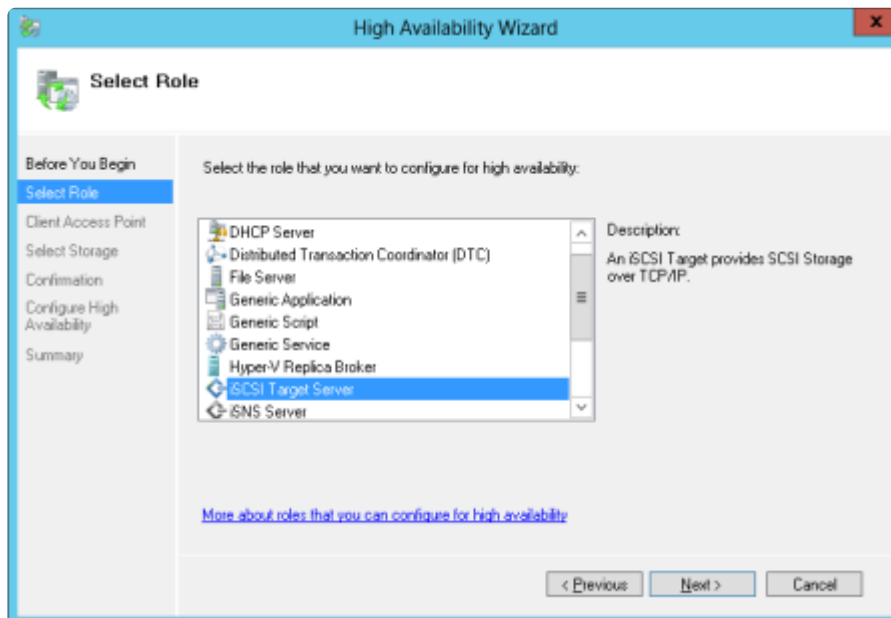 High Availability Wizard
x
Select Role
Before You Begin
Select Role
Client Access Point
Select Storage
Confirmation
Configure High
Availability
Summary
Select the role that you want to configure for high availability:
DHCP Server
Distributed Transaction Coordinator (DTC)
File Server
Generic Application
Generic Script
Generic Service
Hyper-V Replica Broker
iSCSI Target Server
iSNS Server
Description:
An iSCSI Target provides SCSI Storage
over TCP/IP.
More about roles that you can configure for high availability
< Previous
Next >
Cancel